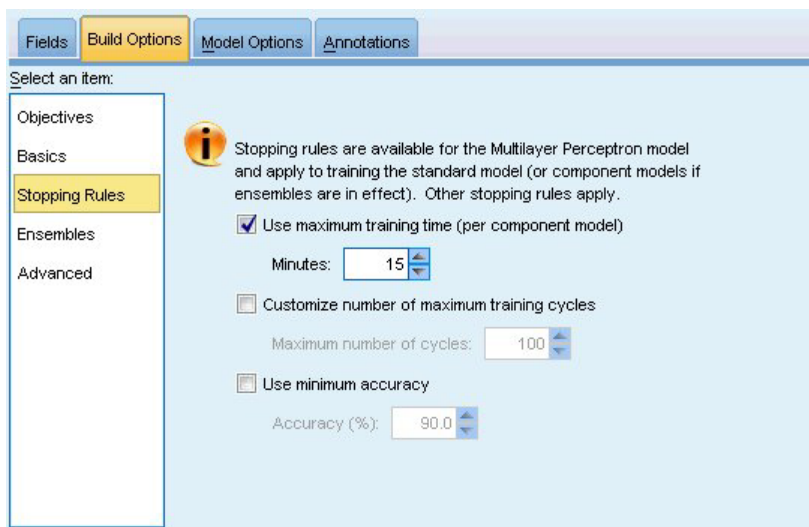 Fields
Build Options
Model Options
Annotations
Select an item:
Objectives
Basics
Stopping Rules
Ensembles
Advanced
i
Stopping rules are available for the Multilayer Perceptron model
and apply to training the standard model (or component models if
ensembles are in effect). Other stopping rules apply.
Use maximum training time (per component model)
Minutes: 15
Customize number of maximum training cycles
Maximum number of cycles: 100
Use minimum accuracy
Accuracy (%): 90.0